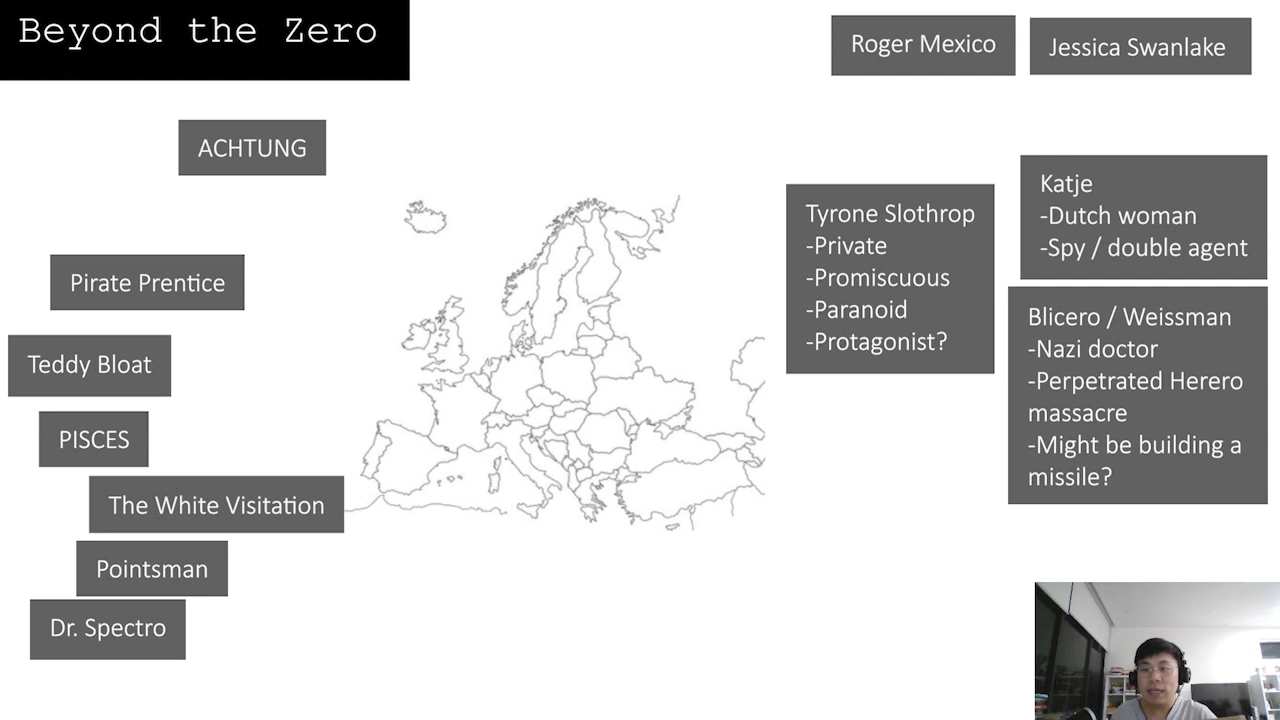 Beyond the Zero
Roger Mexico
Jessica Swanlake
ACHTUNG
Pirate Prentice
Teddy Bloat
PISCES
The White Visitation
Pointsman
Dr. Spectro
Tyrone Slothrop
-Private
-Promiscuous
-Paranoid
-Protagonist?
Katje
-Dutch woman
-Spy / double agent
Blicero / Weissman
-Nazi doctor
-Perpetrated Herero
massacre
-Might be building a
missile?